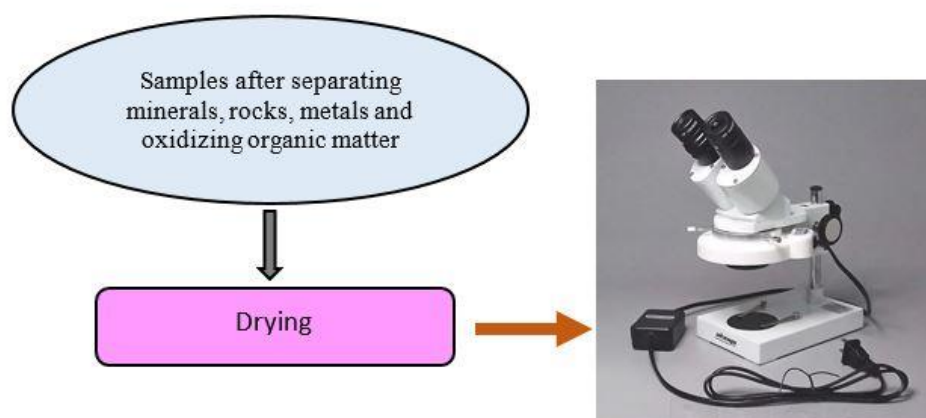 Samples after separating
minerals, rocks, metals and
oxidizing organic matter
Drying